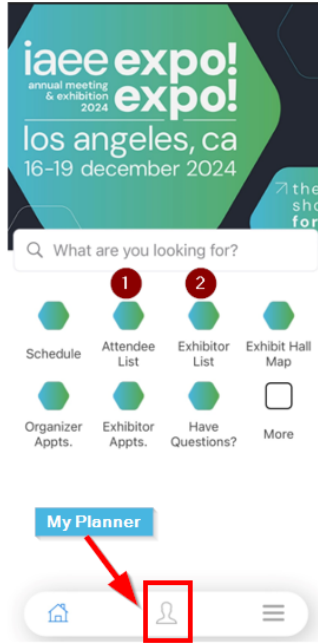 iaee expo!
annual meeting
& exhibition
2024
expo!
los angeles, ca
16–19 december 2024
the
sho
for
What are you looking for?
1
2
Schedule
Attendee
List
Exhibitor
List
Exhibit Hall
Map
Organizer
Appts.
Exhibitor
Appts.
Have
Questions?
More
My Planner